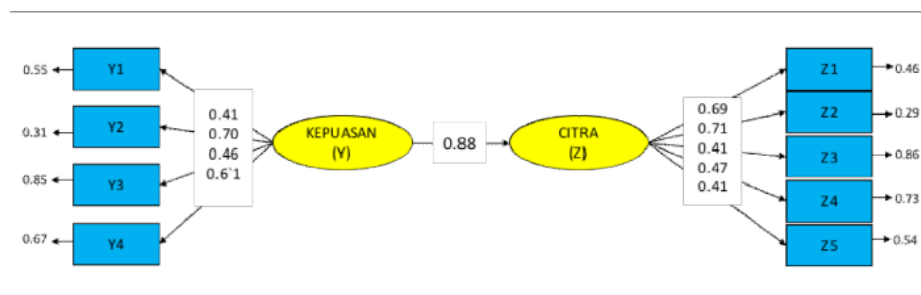 0.55
Y1
0.31
Y2
0.85
Y3
0.67
Y4
0.41
0.70
0.46
0.6`1
KEPUASAN
(Y)
0.88
CITRA
(Z)
0.69
0.71
0.41
0.47
0.41
Z1
0.46
Z2
0.29
Z3
0.86
Z4
0.73
Z5
0.54